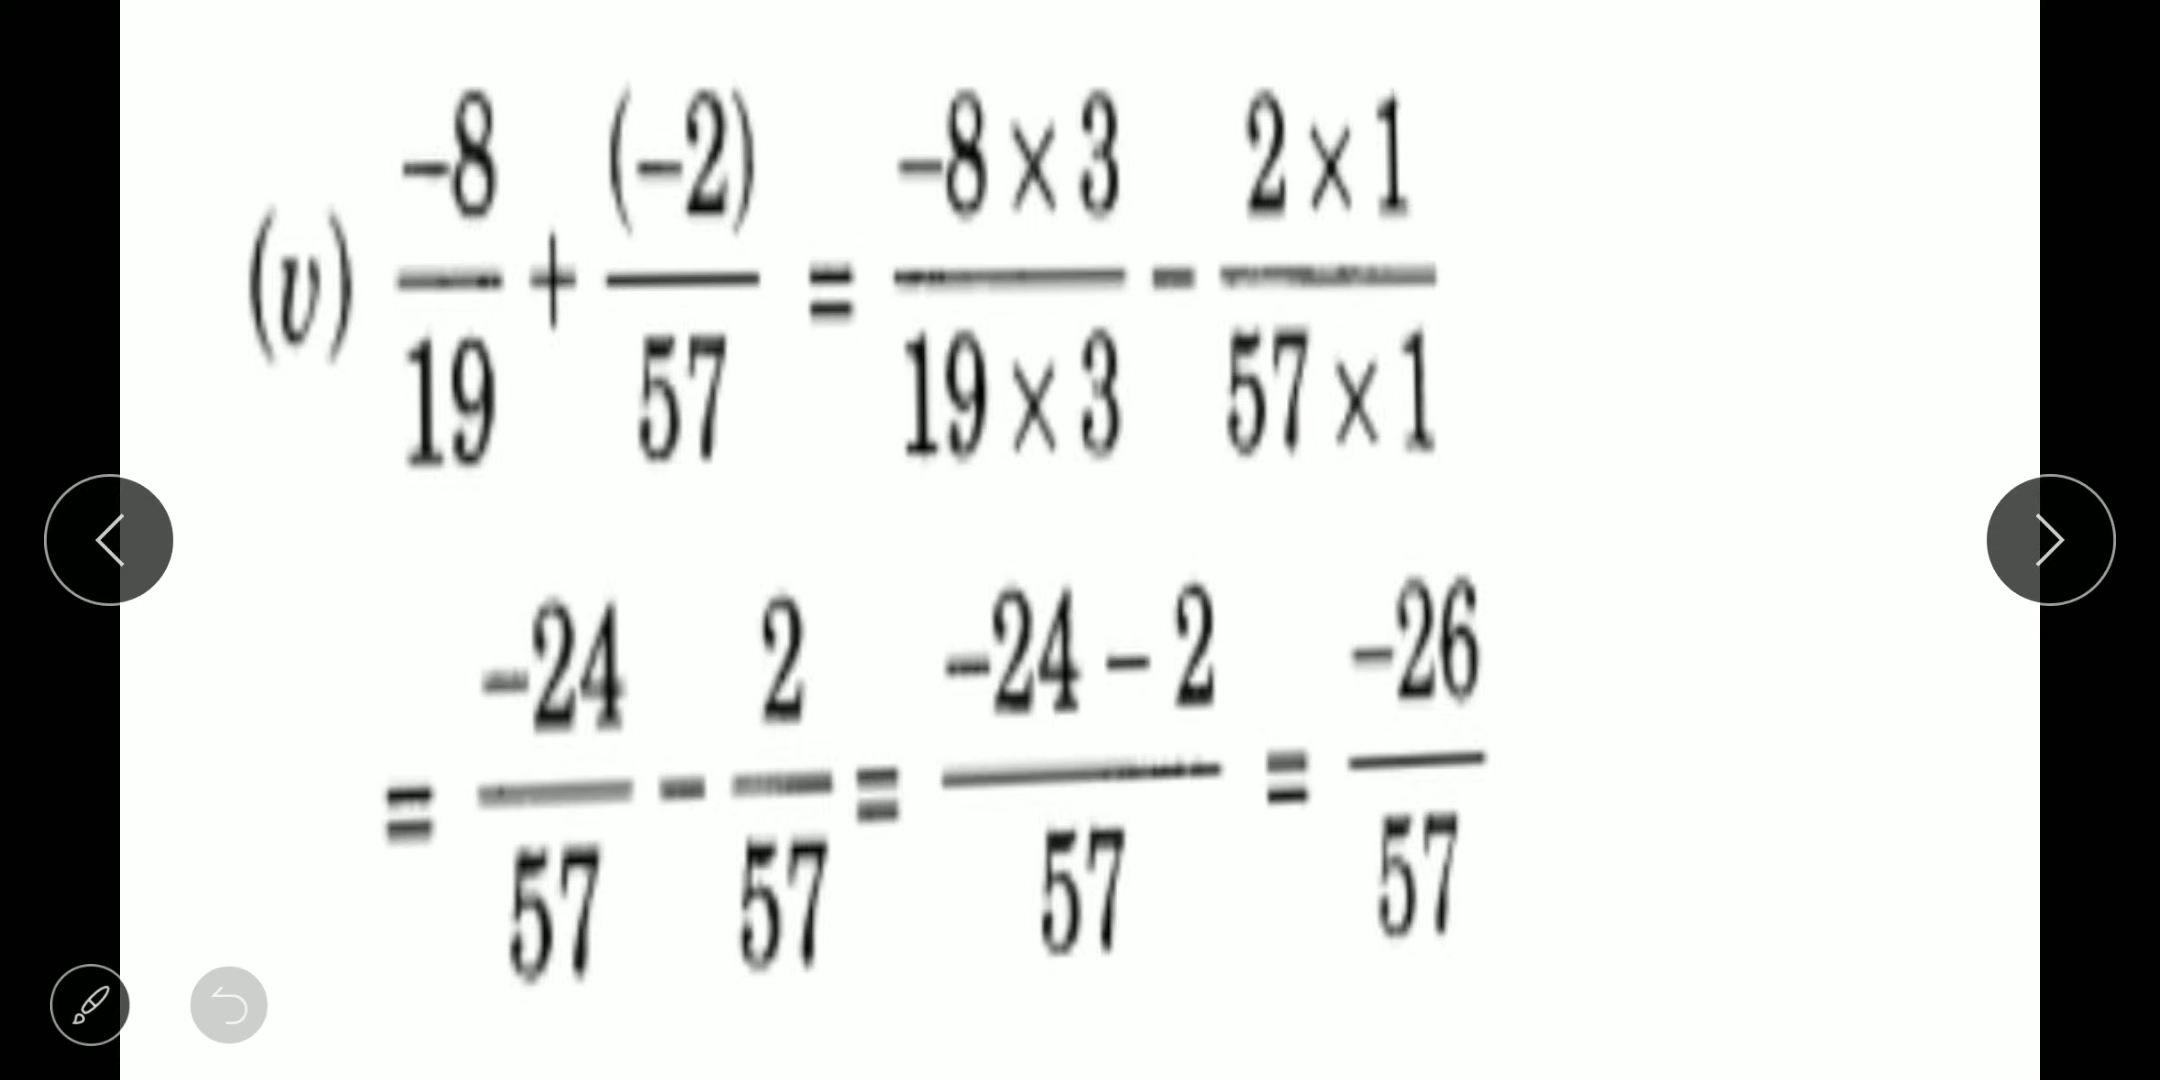 (v) -8/19 + (-2)/57 = -8 × 3/19 × 3 - 2 × 1/57 × 1
= -24/57 - 2/57 = -24 - 2/57 = -26/57